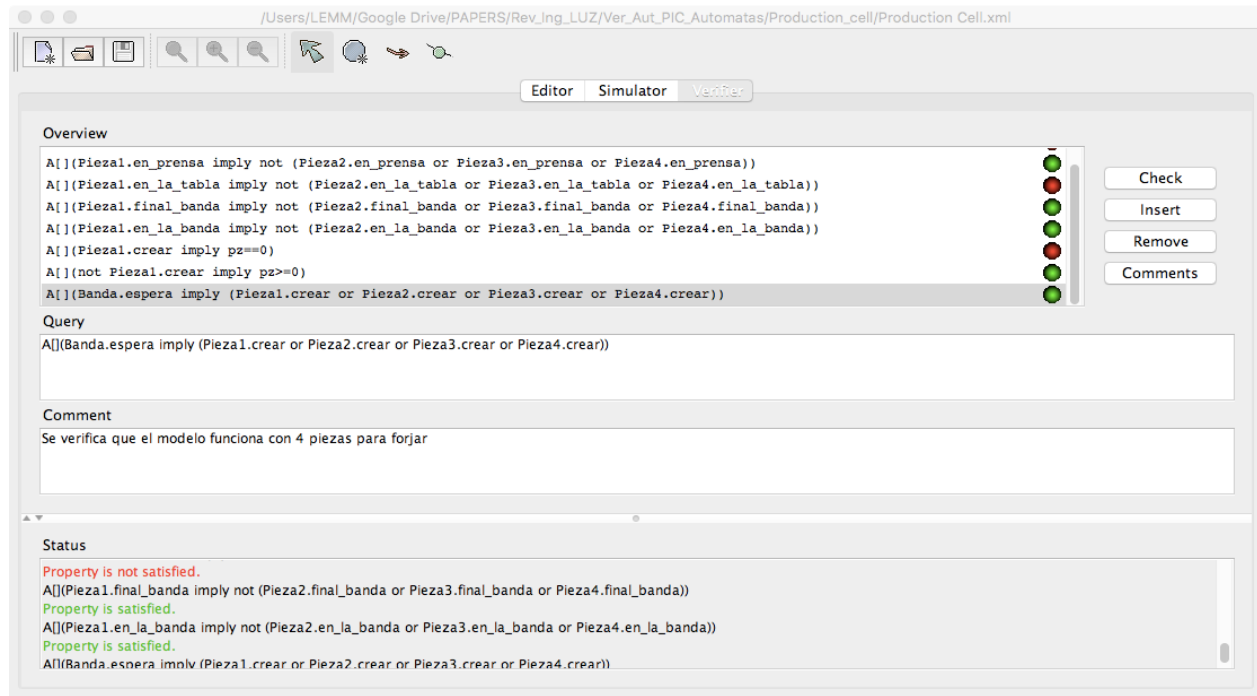 /Users/LEMM/Google Drive/PAPERS/Rev_Ing_LUZ/Ver_Aut_PIC_Automatas/Production_cell/Production Cell.xml
Editor Simulator Verifier
Overview
A[](Pieza1.en_prensa imply not (Pieza2.en_prensa or Pieza3.en_prensa or Pieza4.en_prensa))
A[](Pieza1.en_la_tabla imply not (Pieza2.en_la_tabla or Pieza3.en_la_tabla or Pieza4.en_la_tabla))
A[](Pieza1.final_banda imply not (Pieza2.final_banda or Pieza3.final_banda or Pieza4.final_banda))
A[](Pieza1.en_la_banda imply not (Pieza2.en_la_banda or Pieza3.en_la_banda or Pieza4.en_la_banda))
A[](Pieza1.crear imply pz==0)
A[](not Pieza1.crear imply pz>=0)
A[](Banda.espera imply (Pieza1.crear or Pieza2.crear or Pieza3.crear or Pieza4.crear))
Check
Insert
Remove
Comments
Query
A[](Banda.espera imply (Pieza1.crear or Pieza2.crear or Pieza3.crear or Pieza4.crear))
Comment
Se verifica que el modelo funciona con 4 piezas para forjar
Status
Property is not satisfied.
A[](Pieza1.final_banda imply not (Pieza2.final_banda or Pieza3.final_banda or Pieza4.final_banda))
Property is satisfied.
A[](Pieza1.en_la_banda imply not (Pieza2.en_la_banda or Pieza3.en_la_banda or Pieza4.en_la_banda))
Property is satisfied.
A[](Banda.espera imply (Pieza1.crear or Pieza2.crear or Pieza3.crear or Pieza4.crear))